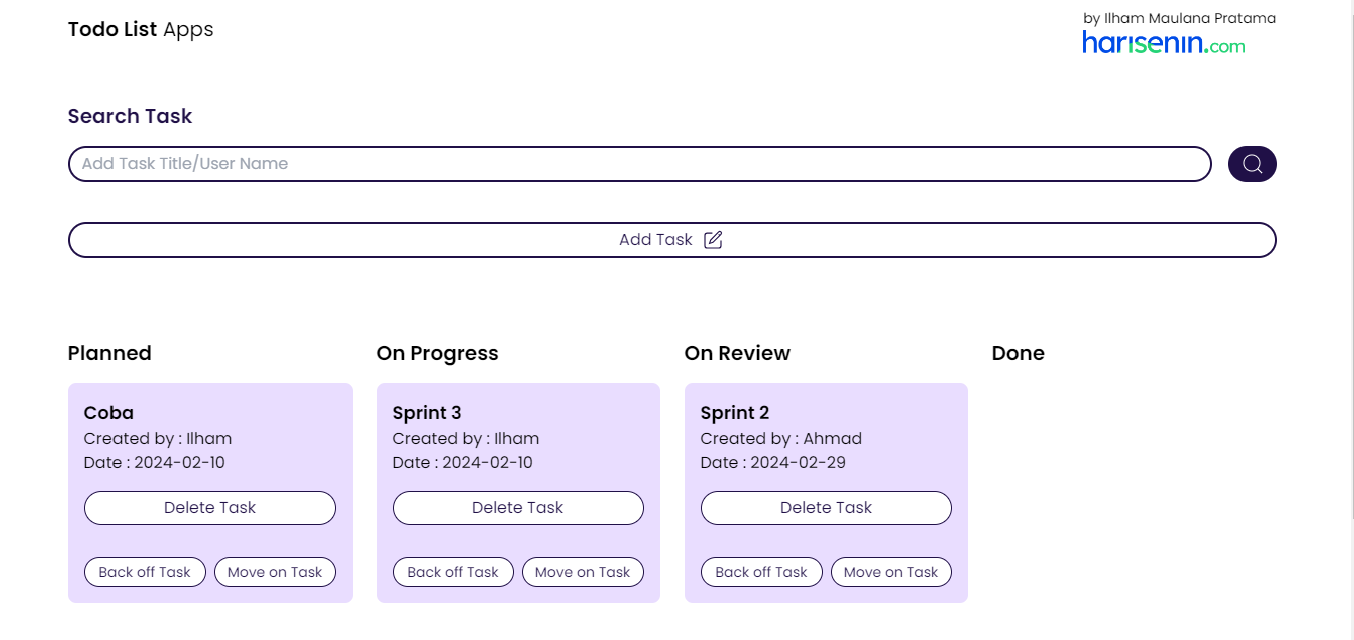 Todo List Apps
by Ilham Maulana Pratama
harisenin.com
Search Task
Add Task Title/User Name
Add Task
Planned
Coba
Created by : Ilham
Date : 2024-02-10
Delete Task
Back off Task
Move on Task
On Progress
Sprint 3
Created by : Ilham
Date : 2024-02-10
Delete Task
Back off Task
Move on Task
On Review
Sprint 2
Created by : Ahmad
Date : 2024-02-29
Delete Task
Back off Task
Move on Task
Done